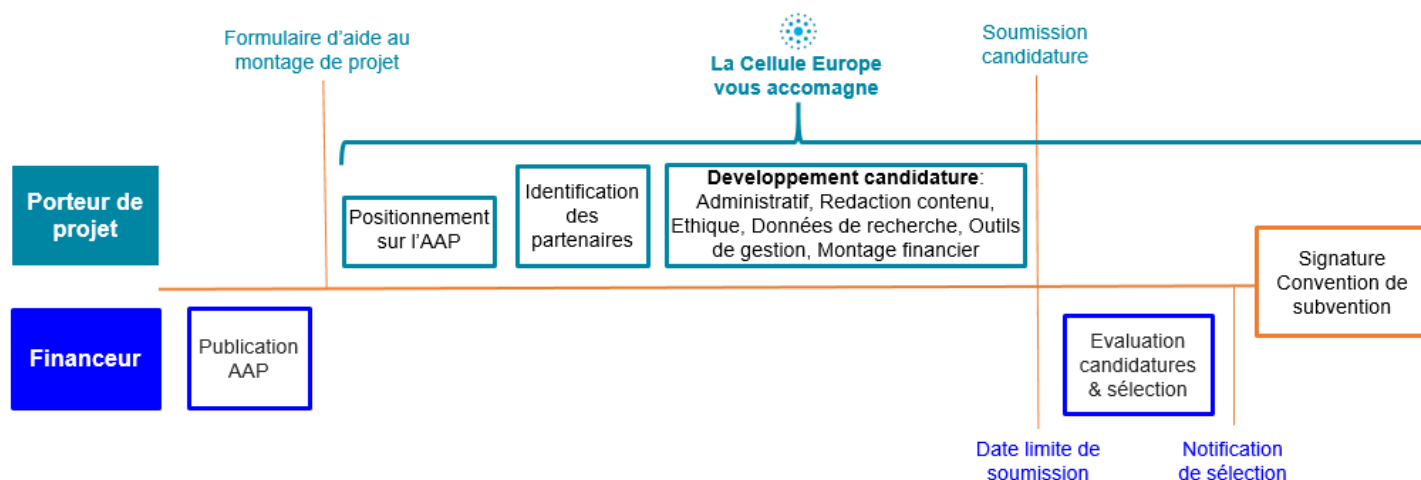 Formulaire d'aide au
montage de projet
La Cellule Europe
vous accomagne
Soumission
candidature
Porteur de
projet
Positionnement
sur l'AAP
Identification
des
partenaires
Developpement candidature:
Administratif, Redaction contenu,
Ethique, Données de recherche, Outils
de gestion, Montage financier
Signature
Convention de
subvention
Financeur
Publication
AAP
Evaluation
candidatures
& sélection
Date limite de
soumission
Notification
de sélection